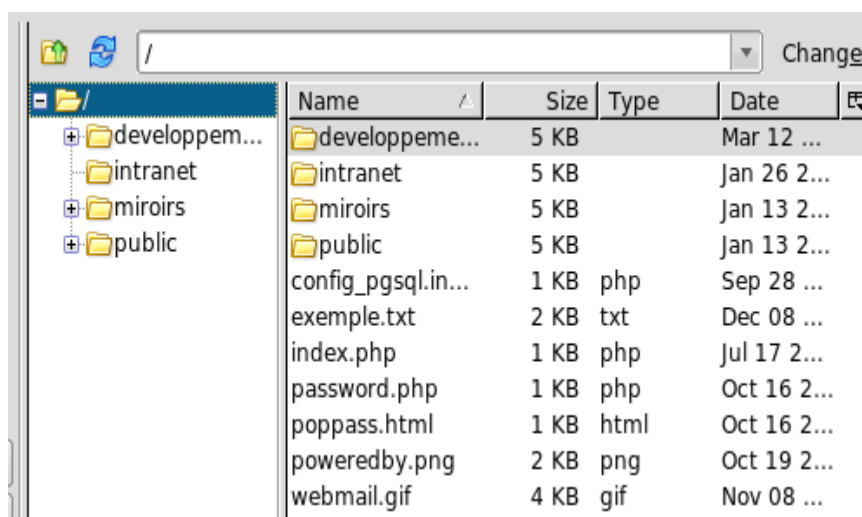 /
Change
/
developpem...
intranet
miroirs
public
Name Size Type Date
developpeme... 5 KB Mar 12 ...
intranet 5 KB Jan 26 2...
miroirs 5 KB Jan 13 2...
public 5 KB Jan 13 2...
config_pgsql.in... 1 KB php Sep 28 ...
exemple.txt 2 KB txt Dec 08 ...
index.php 1 KB php Jul 17 2...
password.php 1 KB php Oct 16 2...
poppass.html 1 KB html Oct 16 2...
poweredby.png 2 KB png Oct 19 2...
webmail.gif 4 KB gif Nov 08 ...